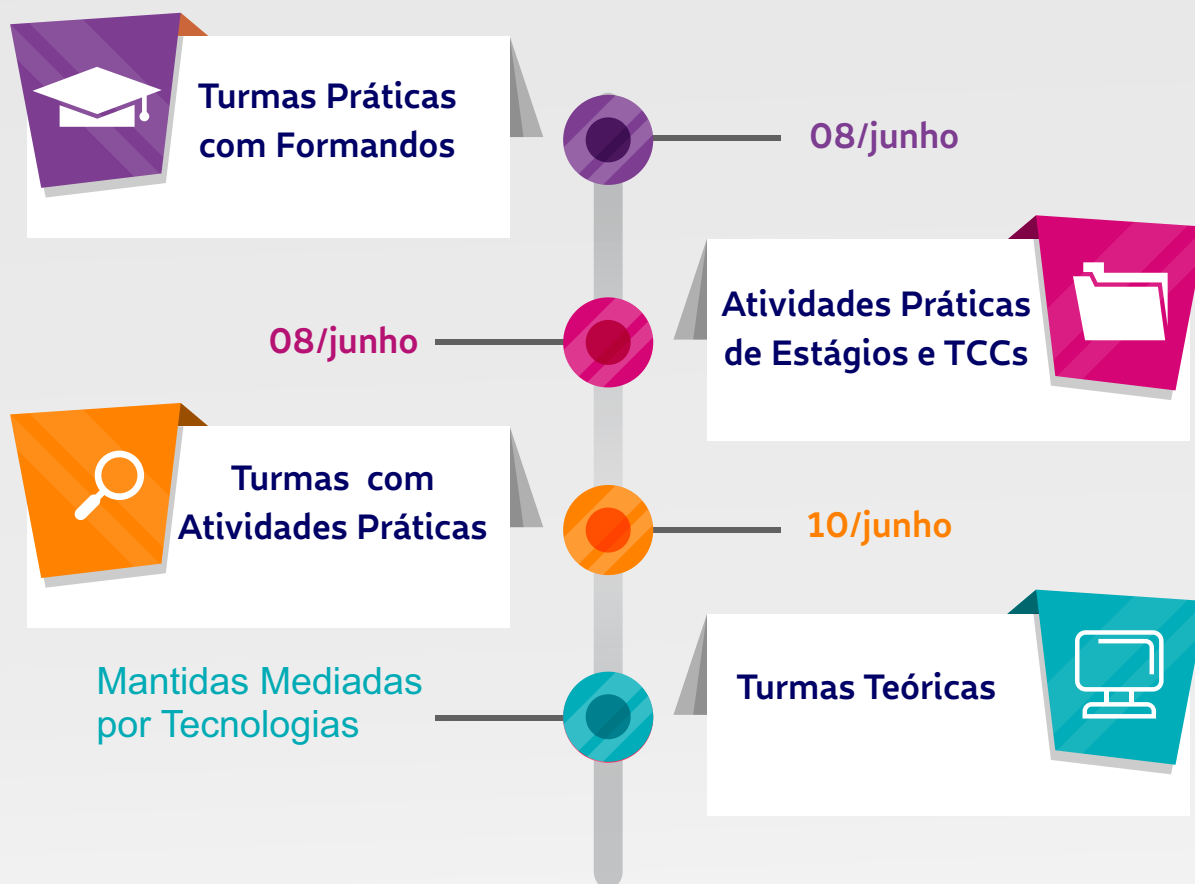 Turmas Práticas
com Formandos
08/junho
Atividades Práticas
de Estágios e TCCs
08/junho
Turmas com
Atividades Práticas
10/junho
Turmas Teóricas
Mantidas Mediadas
por Tecnologias